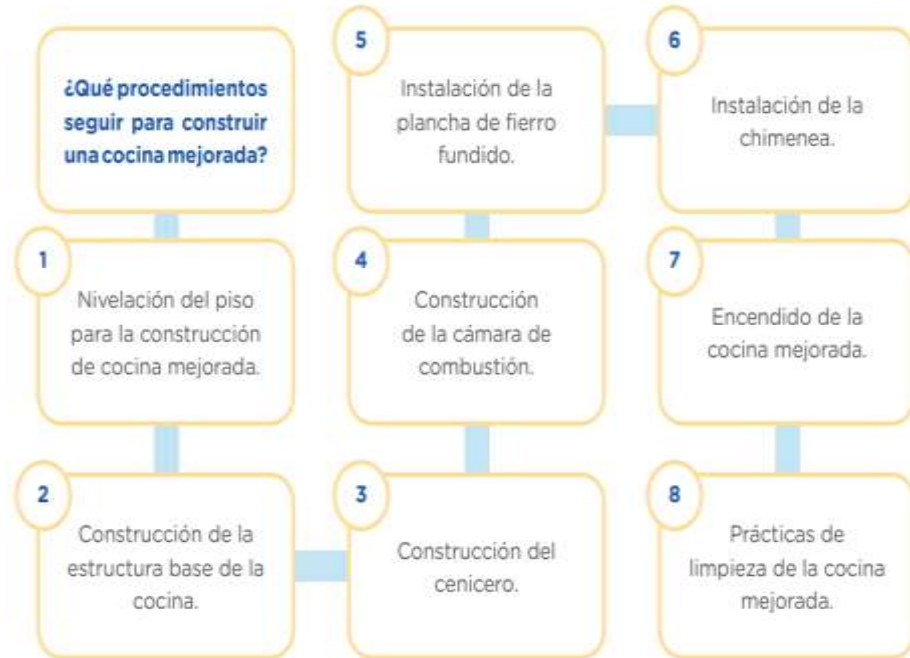 ¿Qué procedimientos
seguir para construir
una cocina mejorada?
1
Nivelación del piso
para la construcción
de cocina mejorada.
2
Construcción de la
estructura base de la
cocina.
3
Construcción del
cenicero.
4
Construcción
de la cámara de
combustión.
5
Instalación de la
plancha de fierro
fundido.
6
Instalación de la
chimenea.
7
Encendido de la
cocina mejorada.
8
Prácticas de
limpieza de la cocina
mejorada.